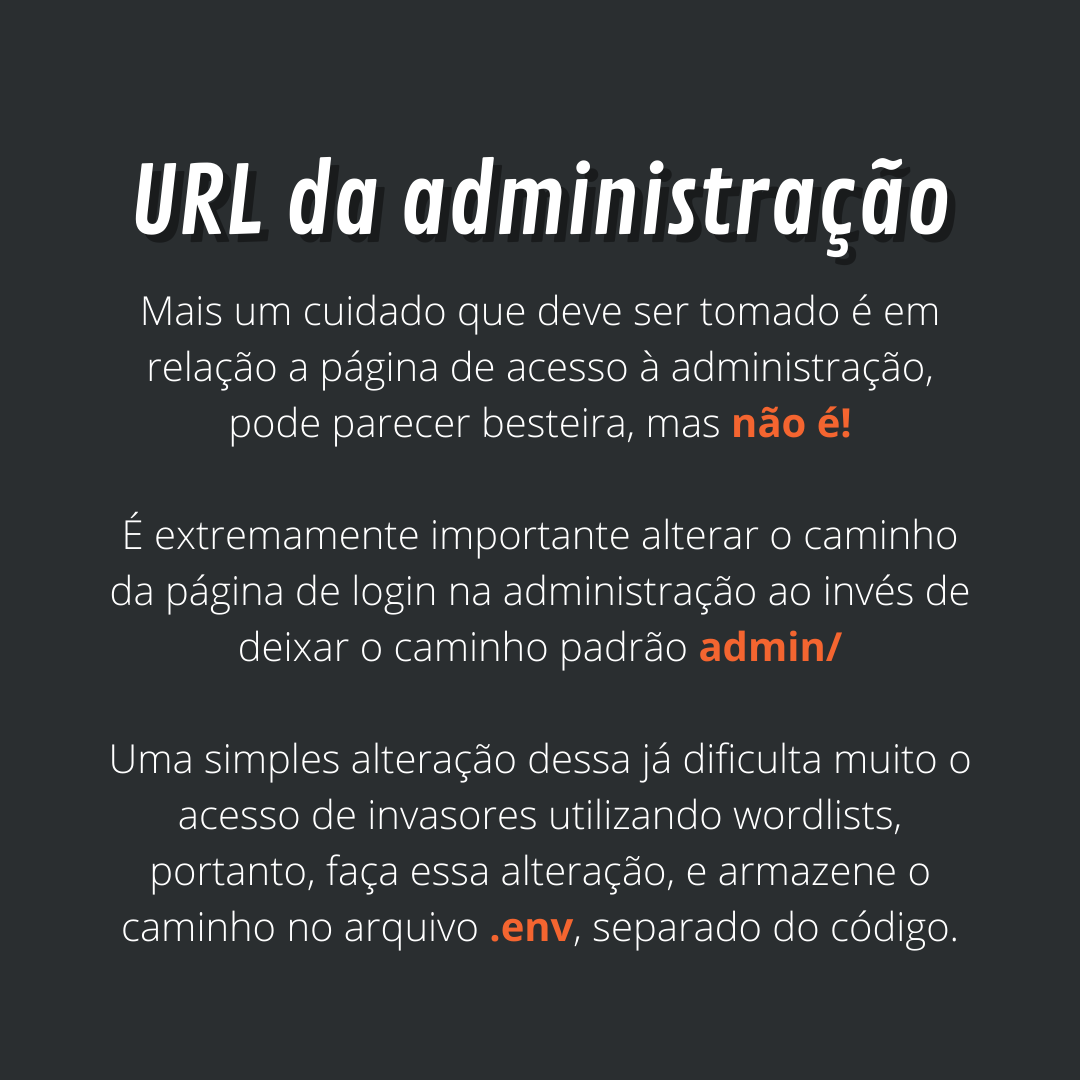 URL da administração
Mais um cuidado que deve ser tomado é em
relação a página de acesso à administração,
pode parecer besteira, mas não é!
É extremamente importante alterar o caminho
da página de login na administração ao invés de
deixar o caminho padrão admin/
Uma simples alteração dessa já dificulta muito o
acesso de invasores utilizando wordlists,
portanto, faça essa alteração, e armazene o
caminho no arquivo .env, separado do código.